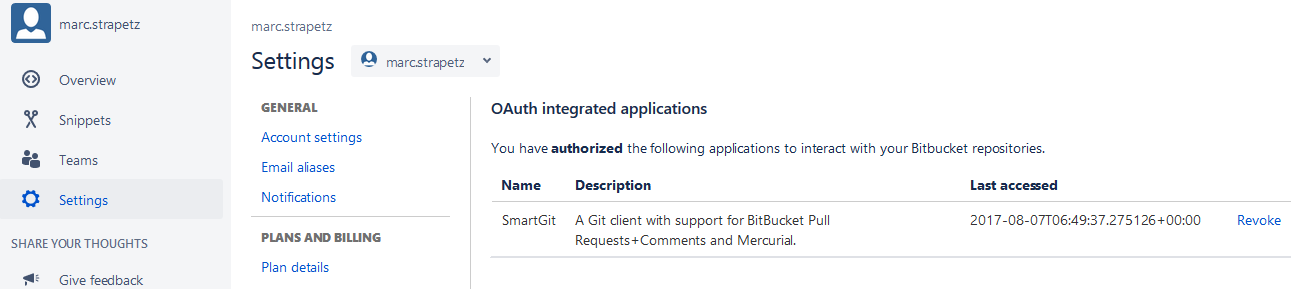 marc.strapetz
Overview
Snippets
Teams
Settings
SHARE YOUR THOUGHTS
Give feedback
marc.strapetz
Settings marc.strapetz
GENERAL
Account settings
Email aliases
Notifications
PLANS AND BILLING
Plan details
OAuth integrated applications
You have authorized the following applications to interact with your Bitbucket repositories.
Name Description Last accessed
SmartGit A Git client with support for BitBucket Pull 2017-08-07T06:49:37.275126+00:00 Revoke
Requests+Comments and Mercurial.